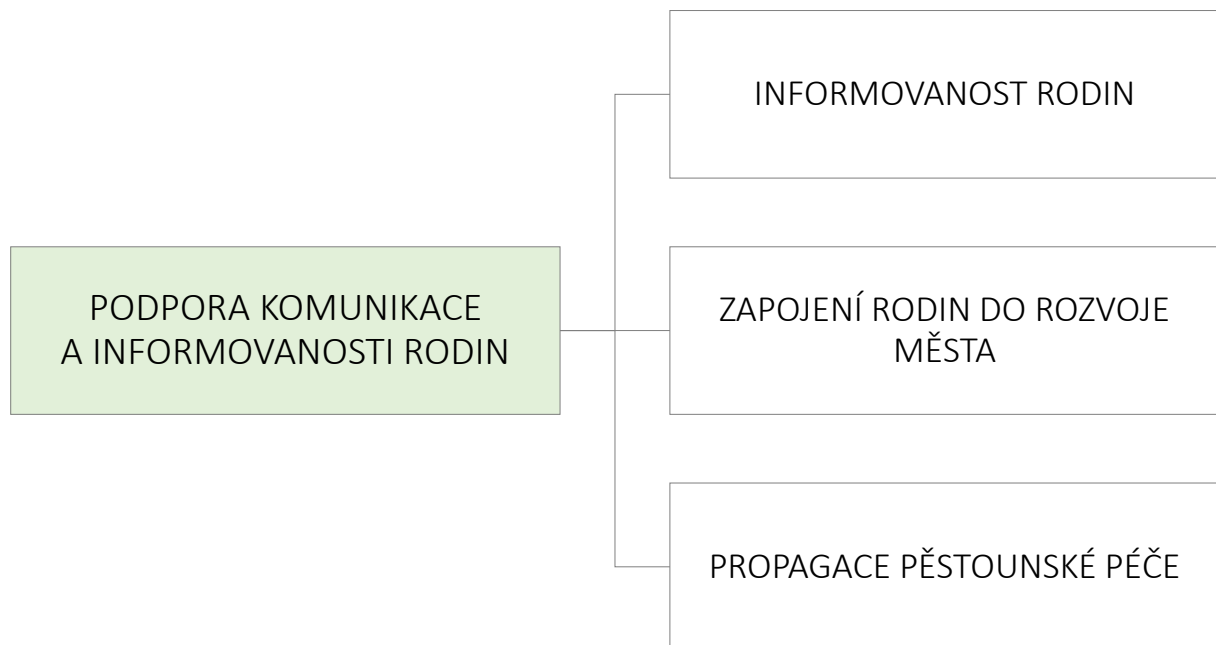 INFORMOVANOST RODIN
PODPORA KOMUNIKACE
A INFORMOVANOSTI RODIN
ZAPOJENÍ RODIN DO ROZVOJE
MĚSTA
PROPAGACE PĚSTOUNSKÉ PÉČE